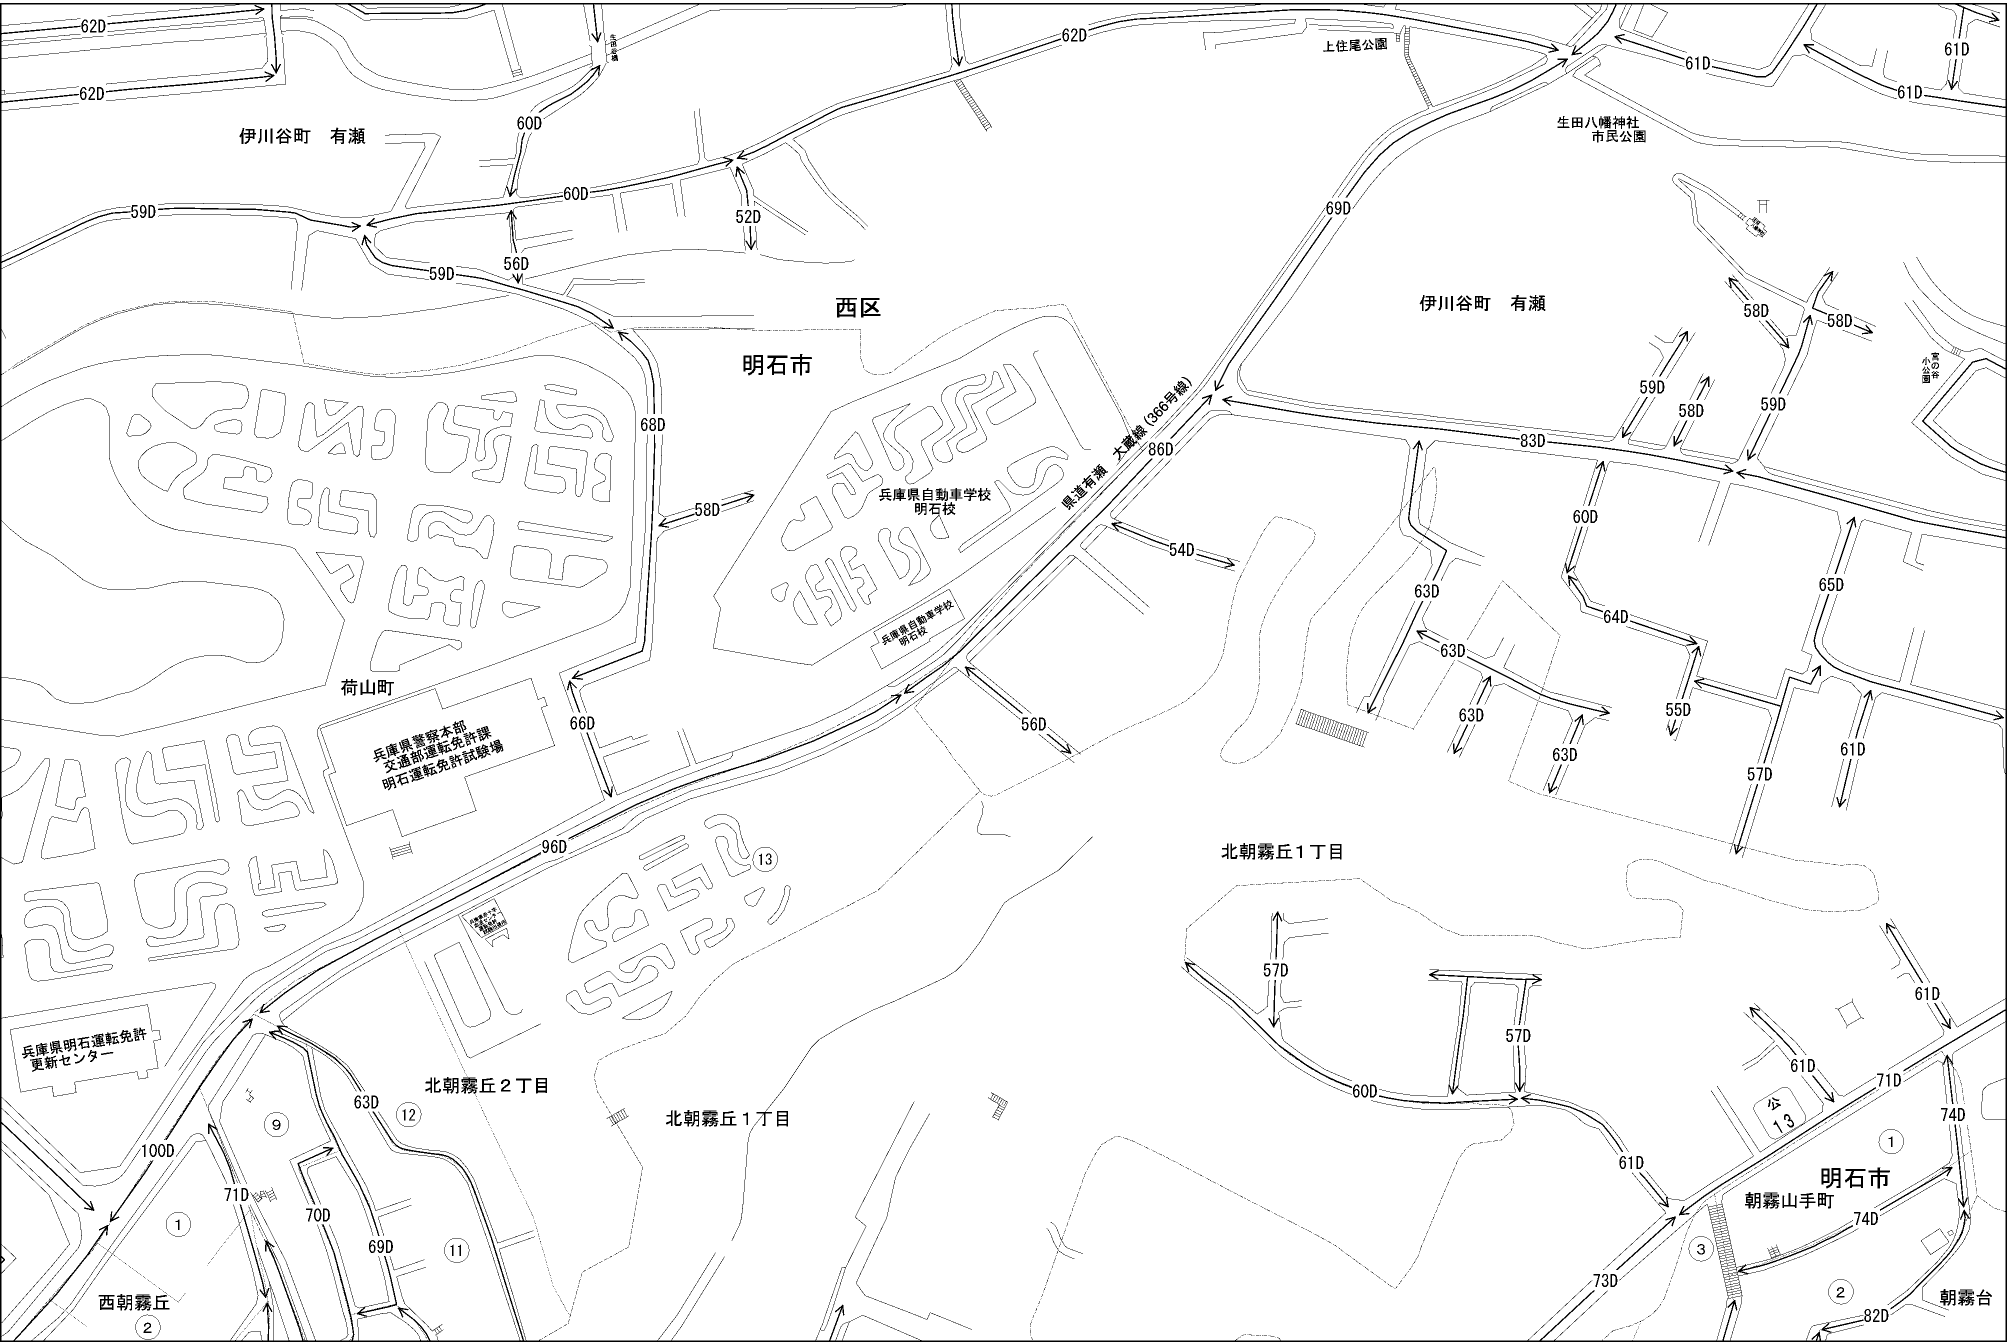 62D
62D
生田谷橋
62D
上住尾公園
61D
61D
61D
60D
伊川谷町　有瀬
生田八幡神社
市民公園
59D
60D
52D
69D
56D
59D
西区
伊川谷町　有瀬
58D
58D
明石市
宮の谷
小公園
59D
58D
59D
68D
83D
86D
県道有瀬　大蔵線(366号線)
兵庫県自動車学校
明石校
58D
60D
54D
65D
63D
64D
兵庫県自動車学校
明石校
63D
荷山町
66D
56D
63D
55D
兵庫県警察本部
交通部運転免許課
明石運転免許試験場
63D
61D
57D
96D
13
北朝霧丘1丁目
57D
61D
兵庫県明石運転免許
更新センター
57D
北朝霧丘2丁目
61D
71D
60D
63D
12
公
13
74D
9
北朝霧丘1丁目
1
100D
61D
明石市
71D
朝霧山手町
70D
1
74D
69D
11
3
73D
2
西朝霧丘
朝霧台
2
82D